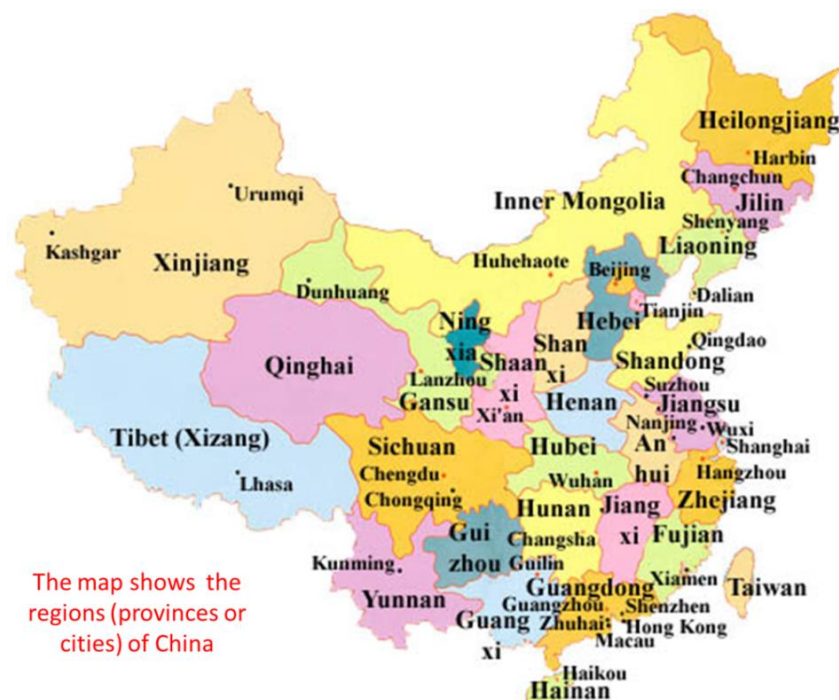 Heilongjiang
Harbin
Changchun
Jilin
Urumqi
Inner Mongolia
Shenyang
Liaoning
Kashgar
Xinjiang
Huhehaote
Beijing
Dunhuang
Dalian
Tianjin
Ning
xia
Hebei
Qingdao
Shan
xi
Shandong
Qinghai
Shaan
xi
Lanzhou
Gansu
Suzhou
Jiangsu
Xi'an
Henan
Nanjing
Wuxi
Tibet (Xizang)
Sichuan
Hubei
An
hui
Shanghai
Chengdu
Wuhan
Hangzhou
Lhasa
Chongqing
Hunan
Jiang
xi
Zhejiang
Gui
zhou
Changsha
Fujian
Kunming
Guilin
Xiamen
Taiwan
Yunnan
Guangdong
Guangzhou
Shenzhen
Guang
xi
Zhuhai
Hong Kong
Macau
Haikou
Hainan
The map shows the
regions (provinces or
cities) of China